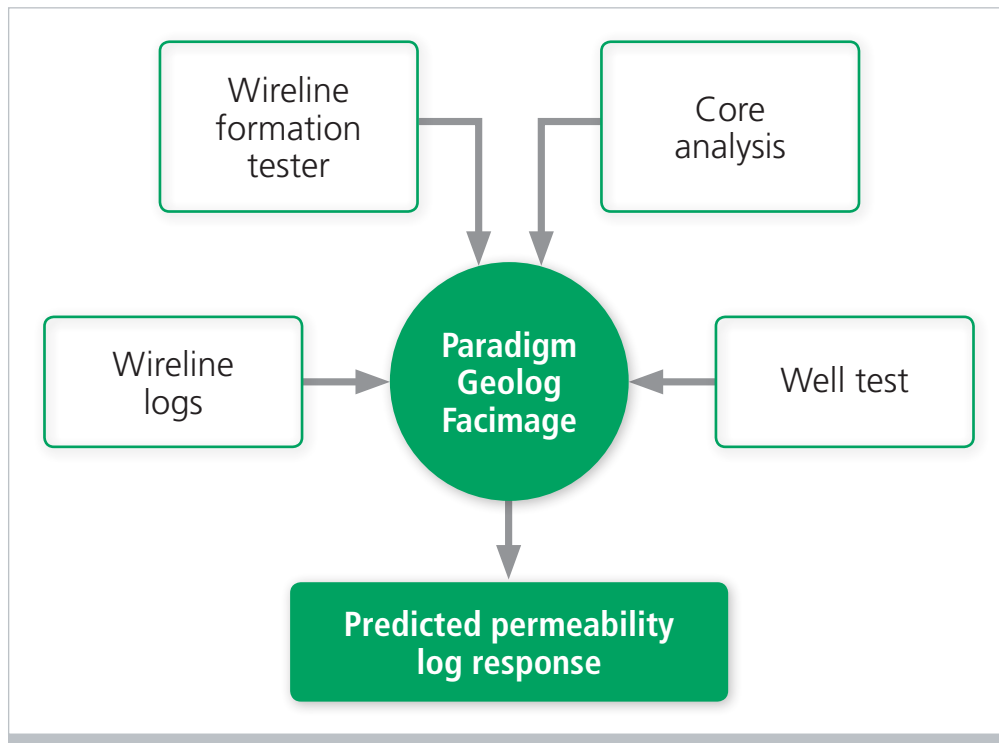 Wireline
formation
tester
Core
analysis
Wireline
logs
Paradigm
Geolog
Facimage
Well test
Predicted permeability
log response